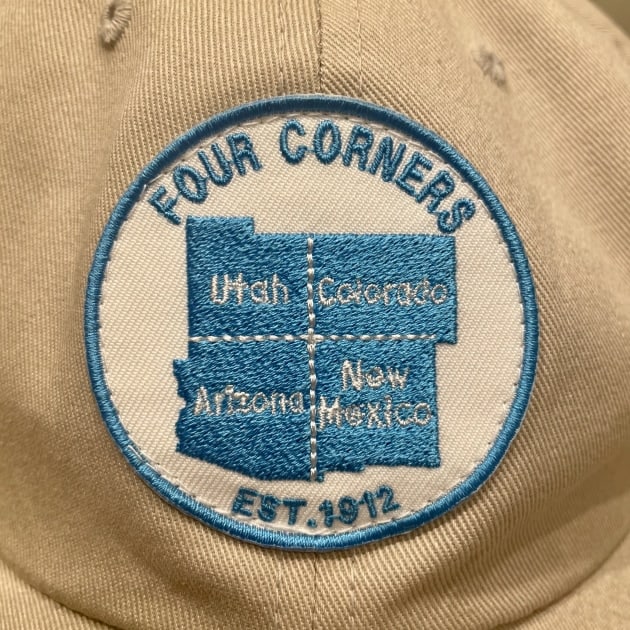 FOUR CORNERS
Utah
Colorado
Arizona
New
Mexico
EST.1912